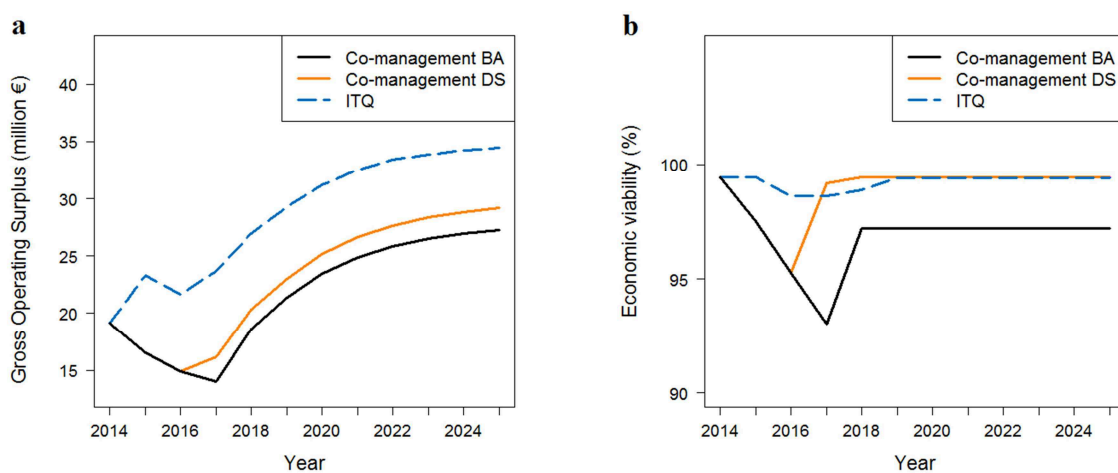 a
Gross Operating Surplus (million €)
40
35
30
25
20
15
Co-management BA
Co-management DS
ITQ
2014 2016 2018 2020 2022 2024
Year
b
Economic viability (%)
100
95
90
Co-management BA
Co-management DS
ITQ
2014 2016 2018 2020 2022 2024
Year